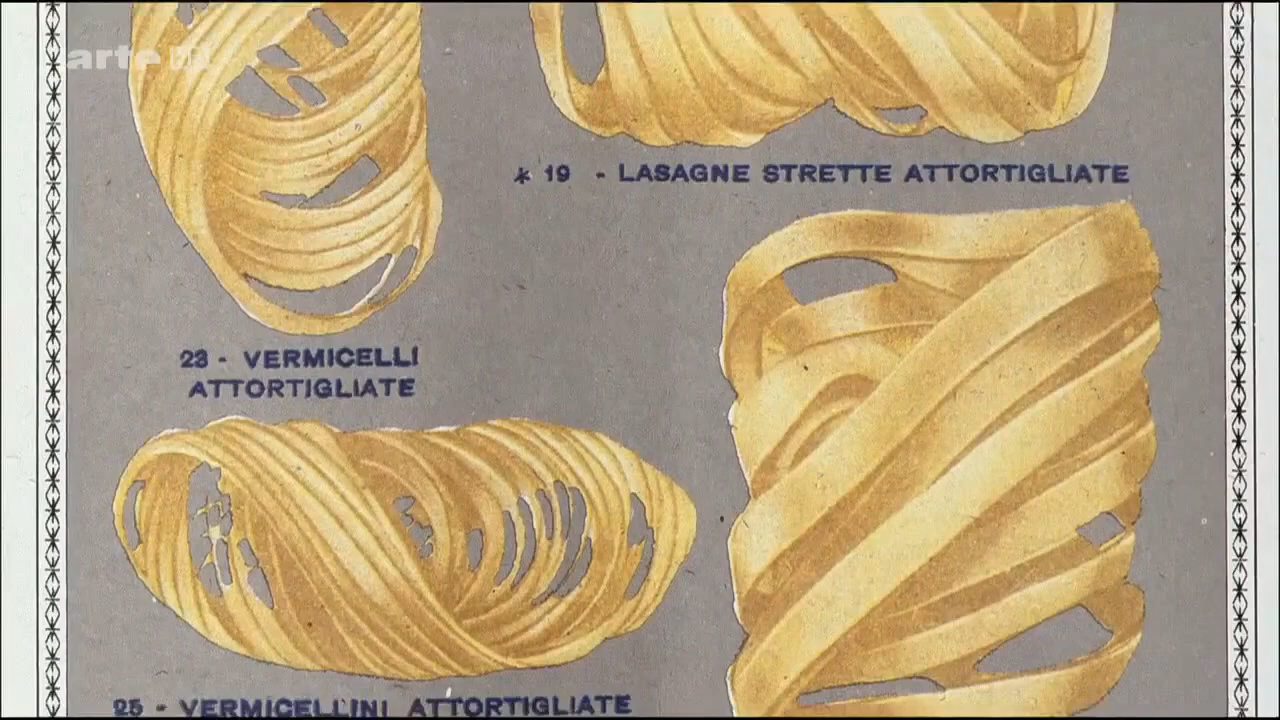 arte
* 19 - LASAGNE STRETTE ATTORTIGLIATE
23 - VERMICELLI
ATTORTIGLIATE
25 - VERMICELLINI ATTORTIGLIATE